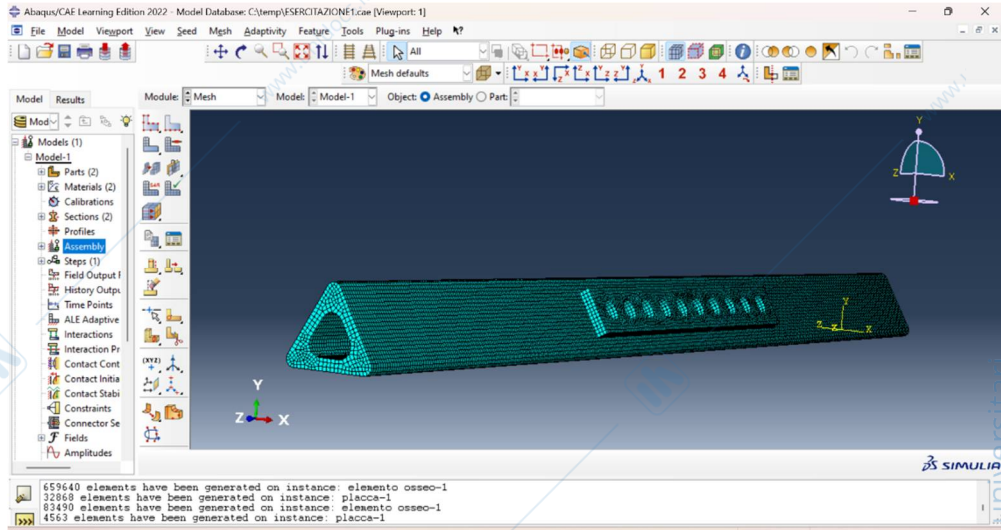 Abaqus/CAE Learning Edition 2022 - Model Database: C:\temp\ESERCITAZIONE1.cae [Viewport: 1]
File Model Viewport View Seed Mesh Adaptivity Feature Tools Plug-ins Help
All
Mesh defaults
1 2 3 4
Model Results
Module: Mesh Model: Model-1 Object: Assembly Part:
Mod
Models (1)
Model-1
Parts (2)
Materials (2)
Calibrations
Sections (2)
Profiles
Assembly
Steps (1)
Field Output
History Outpu
Time Points
ALE Adaptive
Interactions
Interaction Pr
Contact Cont
Contact Initia
Contact Stabi
Constraints
Connector Se
Fields
Amplitudes
(XYZ)
Y
Z X
Y
Z X
Y
Z X
SIMULIA
659640 elements have been generated on instance: elemento osseo-1
32868 elements have been generated on instance: placca-1
83490 elements have been generated on instance: elemento osseo-1
4563 elements have been generated on instance: placca-1